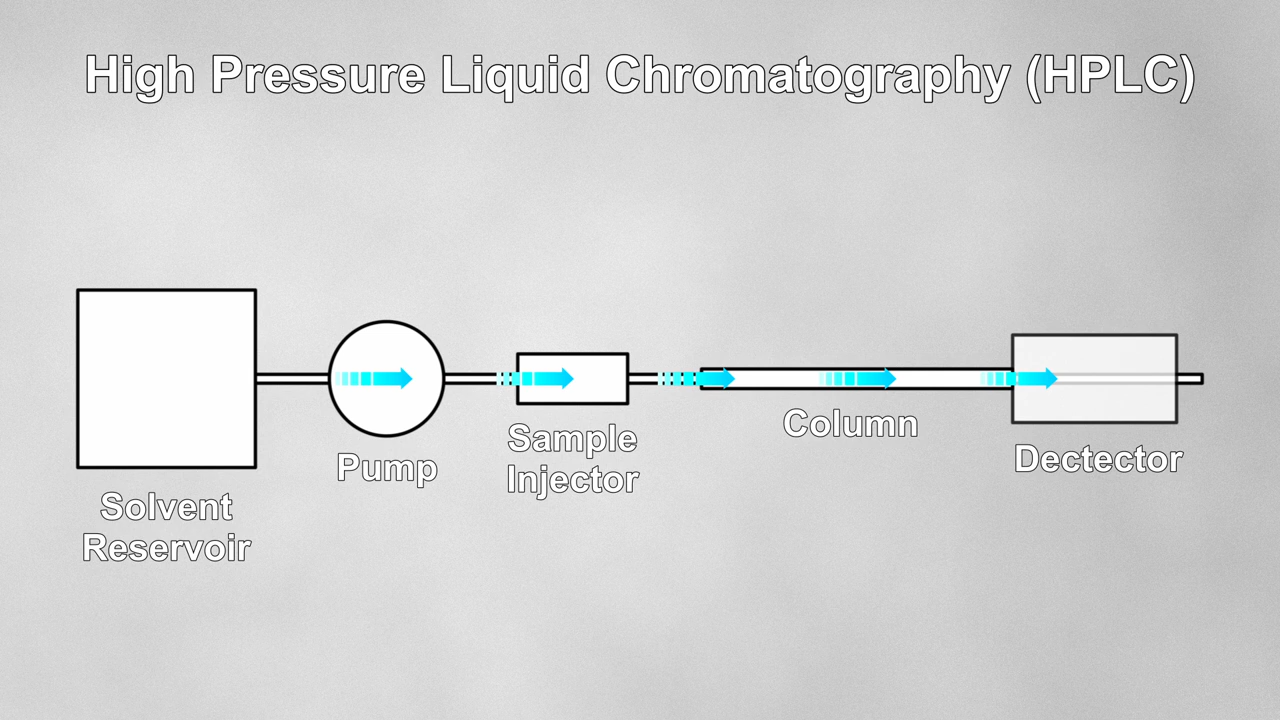 High Pressure Liquid Chromatography (HPLC)
Solvent
Reservoir
Pump
Sample
Injector
Column
Dectector